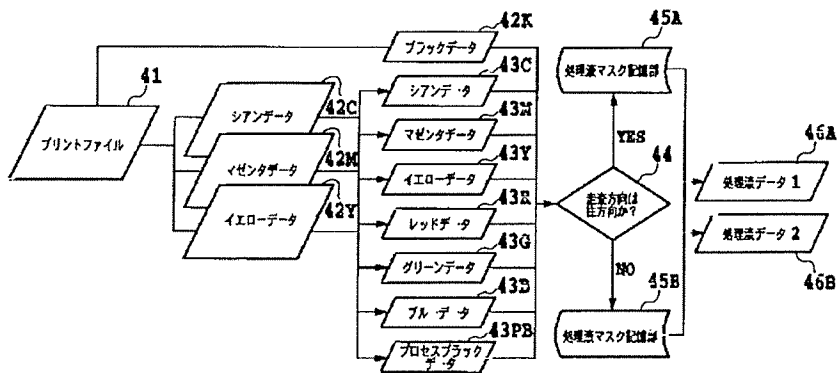 41
プリントファイル
42C
シアンデータ
42M
マゼンタデータ
42Y
イエローデータ
42K
ブラックデータ
43C
シアンデータ
43M
マゼンタデータ
43Y
イエローデータ
43R
レッドデータ
43G
グリーンデータ
43B
ブルーデータ
43PB
プロセスブラック
データ
44
走査方向は
往方向か?
YES
NO
45A
処理液マスク記憶部
45B
処理液マスク記憶部
46A
処理液データ 1
処理液データ 2
46B